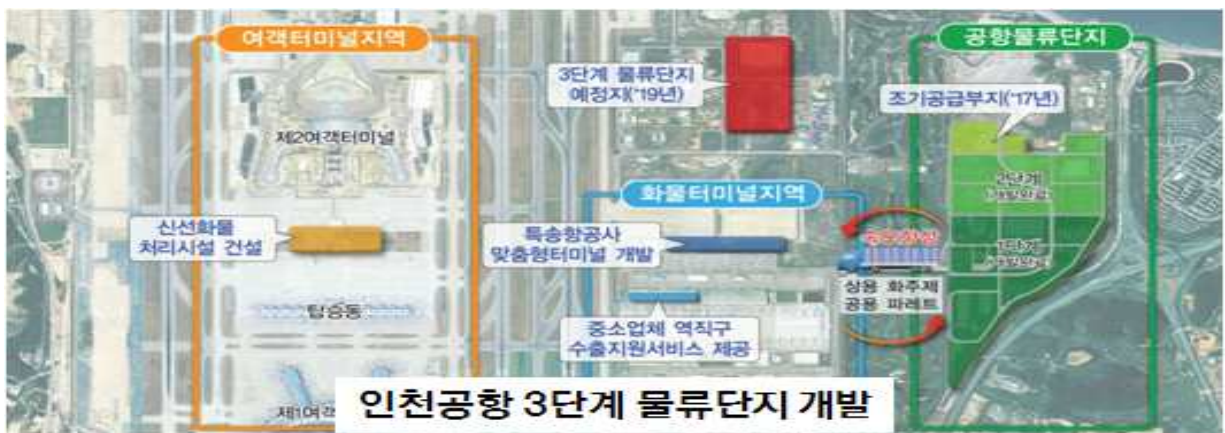 여객터미널지역
공항물류단지
3단계 물류단지
예정지('19년)
조기공급부지('17년)
제2여객터미널
2단계
(개발완료)
화물터미널지역
신선화물
처리시설 건설
특송항공사
맞춤형터미널 개발
1단계
(개발완료)
상용 화주제
공용 파레트
탑승동
중소업체 역직구
수출지원서비스 제공
제1여객
인천공항 3단계 물류단지 개발